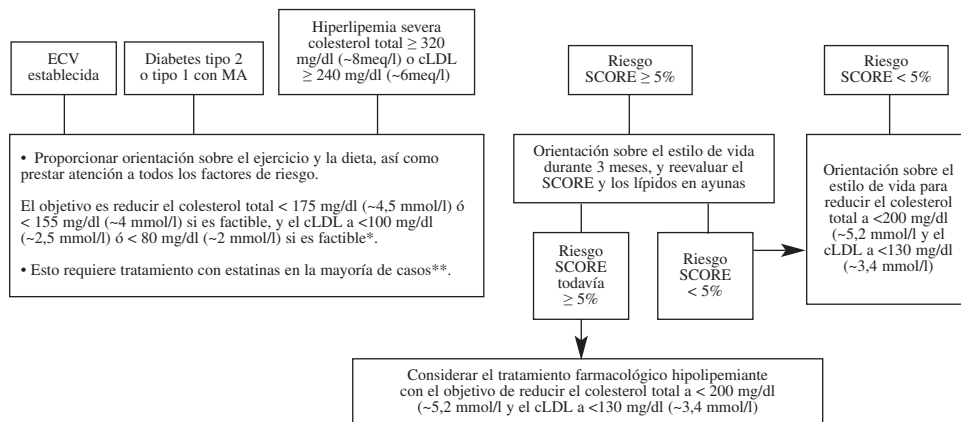 ECV
establecida
Diabetes tipo 2
o tipo 1 con MA
Hiperlipemia severa
colesterol total ≥ 320
mg/dl (~8meq/l) o cLDL
≥ 240 mg/dl (~6meq/l)
Riesgo
SCORE ≥ 5%
Riesgo
SCORE < 5%
• Proporcionar orientación sobre el ejercicio y la dieta, así como
prestar atención a todos los factores de riesgo.
El objetivo es reducir el colesterol total < 175 mg/dl (~4,5 mmol/l) ó
< 155 mg/dl (~4 mmol/l) si es factible, y el cLDL a <100 mg/dl
(~2,5 mmol/l) ó < 80 mg/dl (~2 mmol/l) si es factible*.
• Esto requiere tratamiento con estatinas en la mayoría de casos**.
Orientación sobre el estilo de vida
durante 3 meses, y reevaluar el
SCORE y los lípidos en ayunas
Riesgo
SCORE
todavía
≥ 5%
Riesgo
SCORE
< 5%
Orientación sobre el
estilo de vida para
reducir el colesterol
total a <200 mg/dl
(~5,2 mmol/l y el
cLDL a <130 mg/dl
(~3,4 mmol/l)
Considerar el tratamiento farmacológico hipolipemiante
con el objetivo de reducir el colesterol total a < 200 mg/dl
(~5,2 mmol/l y el cLDL a <130 mg/dl (~3,4 mmol/l)